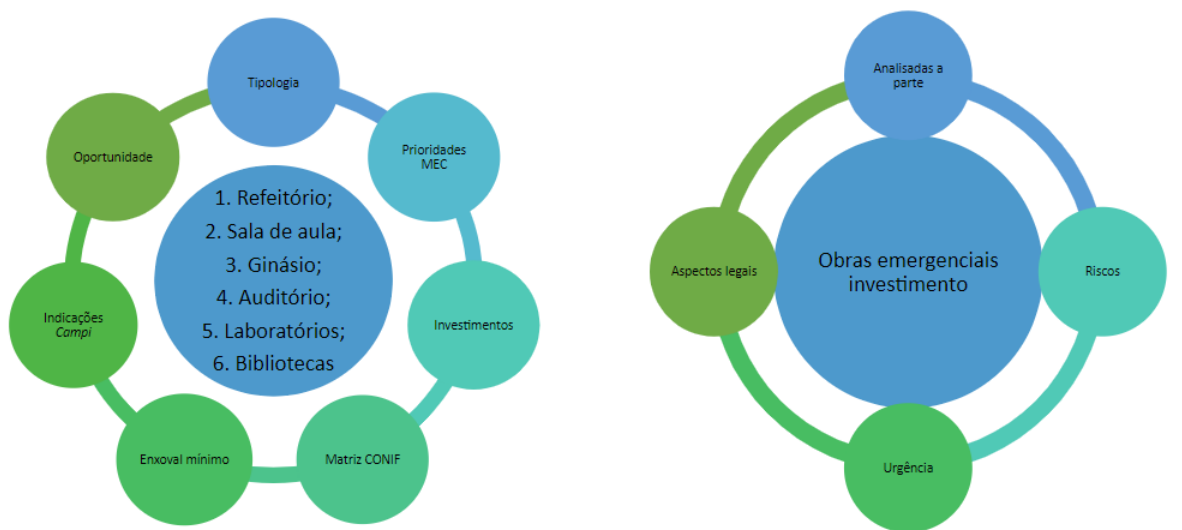 Tipologia
Prioridades
MEC
Investimentos
Matriz CONIF
Enxoval mínimo
Indicações
Campi
Oportunidade
1. Refeitório;
2. Sala de aula;
3. Ginásio;
4. Auditório;
5. Laboratórios;
6. Bibliotecas
Analisadas a
parte
Riscos
Urgência
Aspectos legais
Obras emergenciais
investimento